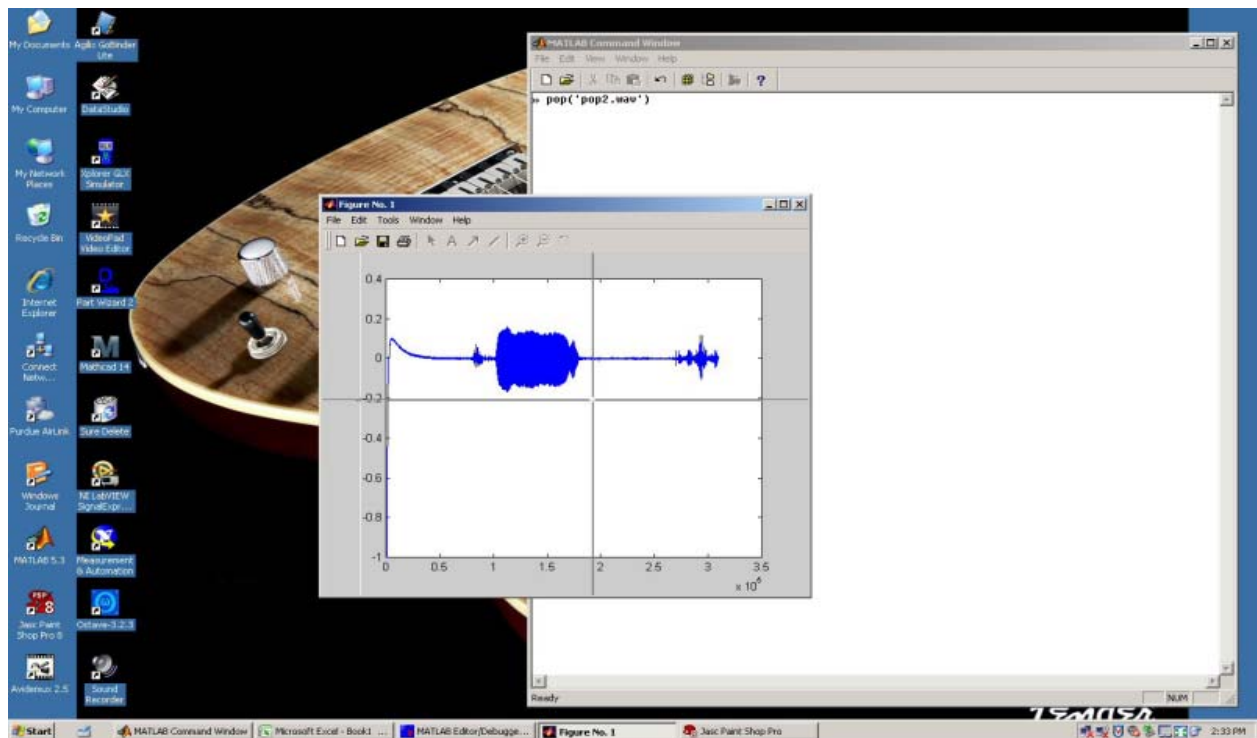 My Documents
Agilis GotIinder
Lite
My Computer
DataStudio
My Network
Places
Xplorer GLX
Simulator
Recycle Bin
VideoPad
Video Editor
Internet
Explorer
Part Wizard 2
Connect
Netw...
Mathcad 14
Purdue AirLink
Sure Delete
Windows
Journal
NI LabVIEW
SignalExpr...
MATLAB 5.3
Measurement
& Automation
Jasc Paint
Shop Pro 8
Octave-3.2.3
Avidemux 2.5
Sound
Recorder
MATLAB Command Window
File Edit View Window Help
» pop('pop2.wav')
Figure No. 1
File Edit Tools Window Help
0.4
0.2
0
-0.2
-0.4
-0.6
-0.8
-1
0 0.5 1 1.5 2 2.5 3 3.5
Ready
NUM
Start
MATLAB Command Window
Microsoft Excel - Book1 ...
MATLAB Editor/Debugge...
Figure No. 1
Jasc Paint Shop Pro
2:33 PM